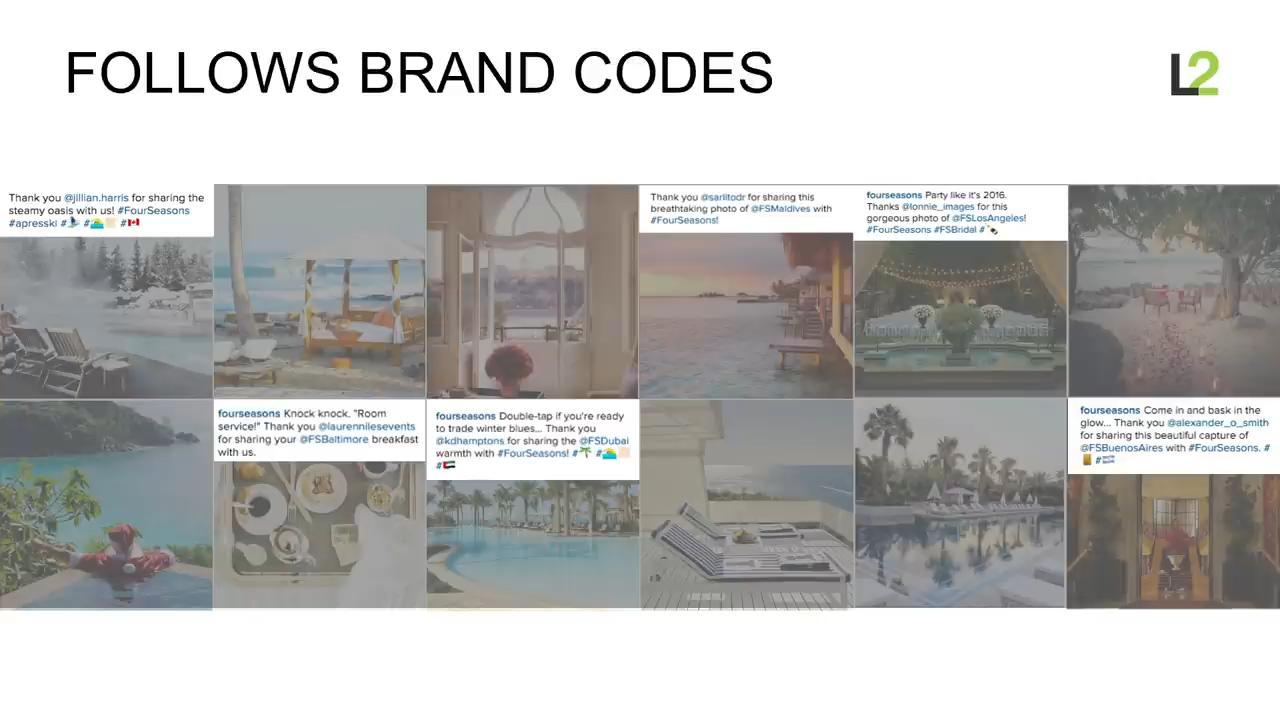 FOLLOWS BRAND CODES
L2
Thank you @jillian.harris for sharing the
steamy oasis with us! #FourSeasons
#apresski #🏂 #🌅 #🇨🇦
Thank you @sarlitodr for sharing this
breathtaking photo of @FSMaldives with
#FourSeasons!
fourseasons Party like it's 2016.
Thanks @lonnie_images for this
gorgeous photo of @FSLosAngeles!
#FourSeasons #FSBridal #🍾
fourseasons Knock knock. "Room
service!" Thank you @laurennilesevents
for sharing your @FSBaltimore breakfast
with us.
fourseasons Double-tap if you're ready
to trade winter blues... Thank you
@kdhamptons for sharing the @FSDubai
warmth with #FourSeasons! #🌴 #🌅
#🇦🇪
fourseasons Come in and bask in the
glow... Thank you @alexander_o_smith
for sharing this beautiful capture of
@FSBuenosAires with #FourSeasons. #
🚪 #🇦🇷